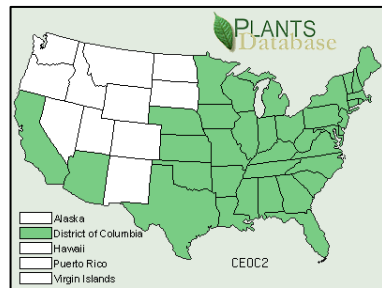 PLANTS
Database
Alaska
District of Columbia
Hawaii
Puerto Rico
Virgin Islands
CEOC2